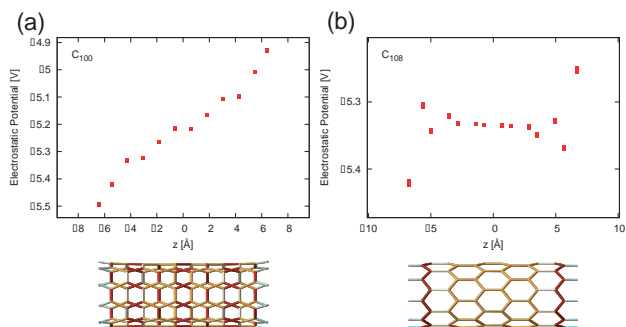 (a)
(b)
C100
C108
Electrostatic Potential [V]
▯4.9
▯5
▯5.1
▯5.2
▯5.3
▯5.4
▯5.5
▯8 ▯6 ▯4 ▯2 0 2 4 6 8
z [Å]
Electrostatic Potential [V]
▯5.3
▯5.4
▯10 ▯5 0 5 10
z [Å]